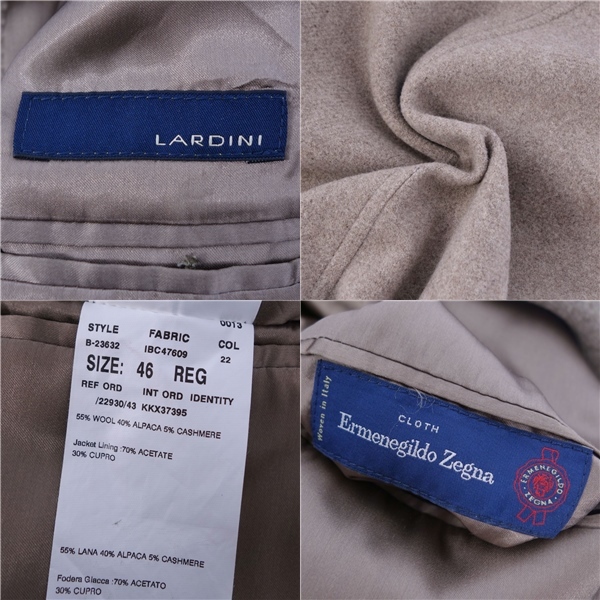 LARDINI
0013
STYLE FABRIC COL
B-23632 IBC47609 22
SIZE: 46 REG
REF ORD INT ORD IDENTITY
/22930/43 KKX37395
55% WOOL 40% ALPACA 5% CASHMERE
Jacket Lining :70% ACETATE
30% CUPRO
55% LANA 40% ALPACA 5% CASHMERE
Fodera Giacca :70% ACETATO
30% CUPRO
Woven in Italy
CLOTH
Ermenegildo Zegna
ERMENEGILDO
ZEGNA